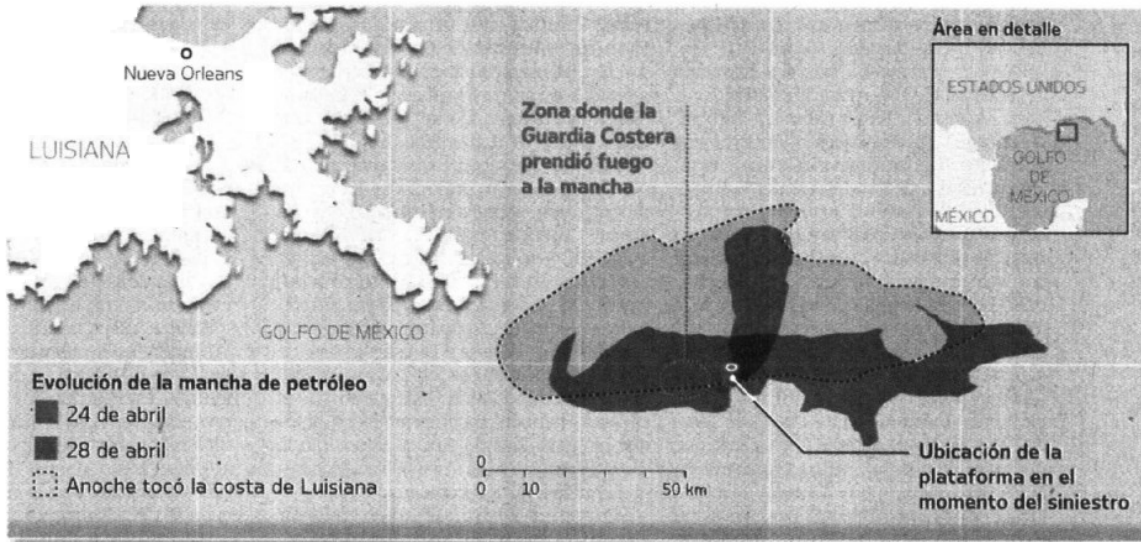 Nueva Orleans
LUISIANA
GOLFO DE MÉXICO
Zona donde la
Guardia Costera
prendió fuego
a la mancha
Área en detalle
ESTADOS UNIDOS
GOLFO
DE
MÉXICO
MÉXICO
Evolución de la mancha de petróleo
24 de abril
28 de abril
Anoche tocó la costa de Luisiana
0
0 10 50 km
Ubicación de la
plataforma en el
momento del siniestro